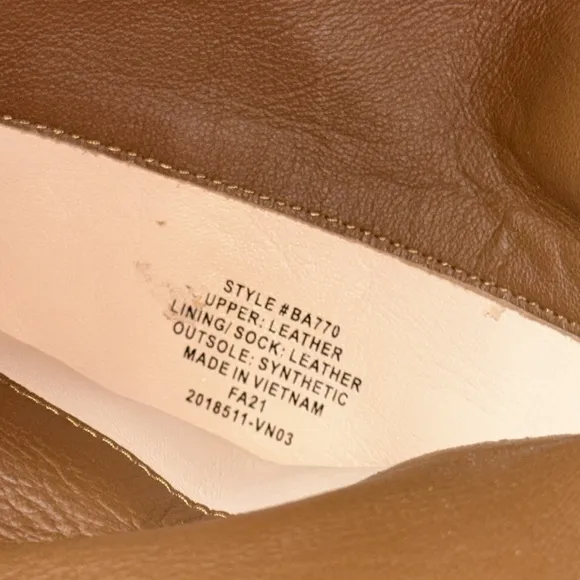 STYLE #BA770
UPPER: LEATHER
LINING/ SOCK: LEATHER
OUTSOLE: SYNTHETIC
MADE IN VIETNAM
FA21
2018511-VN03